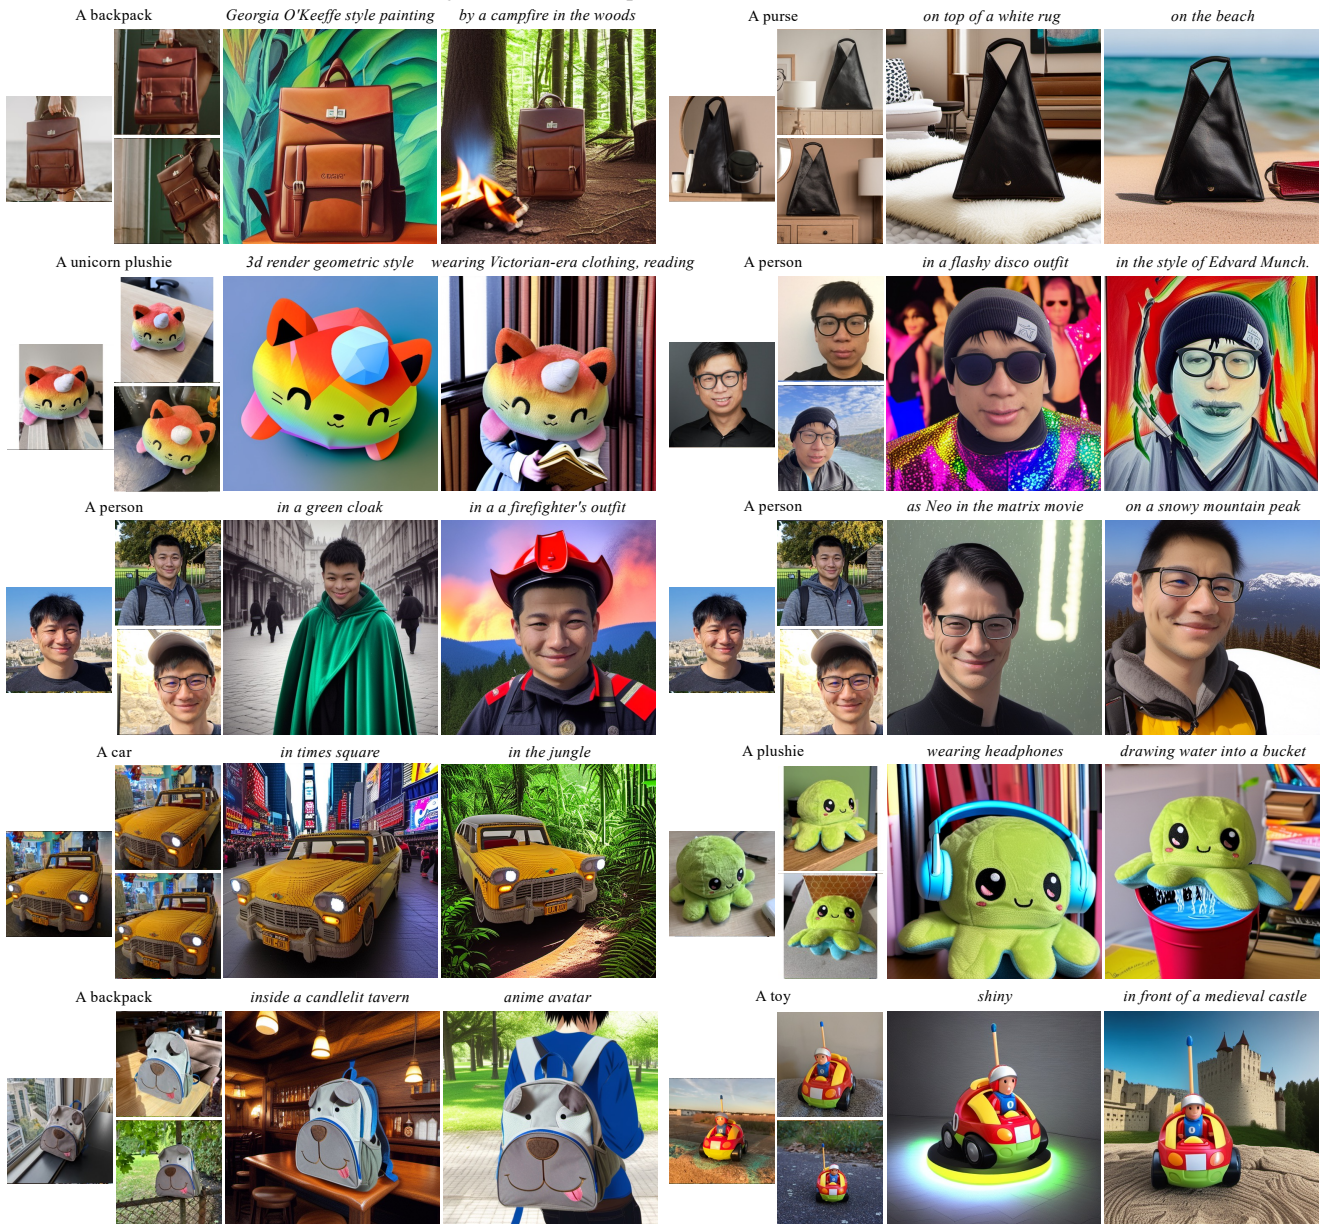 A backpack
Georgia O'Keeffe style painting
by a campfire in the woods
A purse
on top of a white rug
on the beach
A unicorn plushie
3d render geometric style
wearing Victorian-era clothing, reading
A person
in a flashy disco outfit
in the style of Edvard Munch.
A person
in a green cloak
in a a firefighter's outfit
A person
as Neo in the matrix movie
on a snowy mountain peak
A car
in times square
in the jungle
A plushie
wearing headphones
drawing water into a bucket
A backpack
inside a candlelit tavern
anime avatar
A toy
shiny
in front of a medieval castle